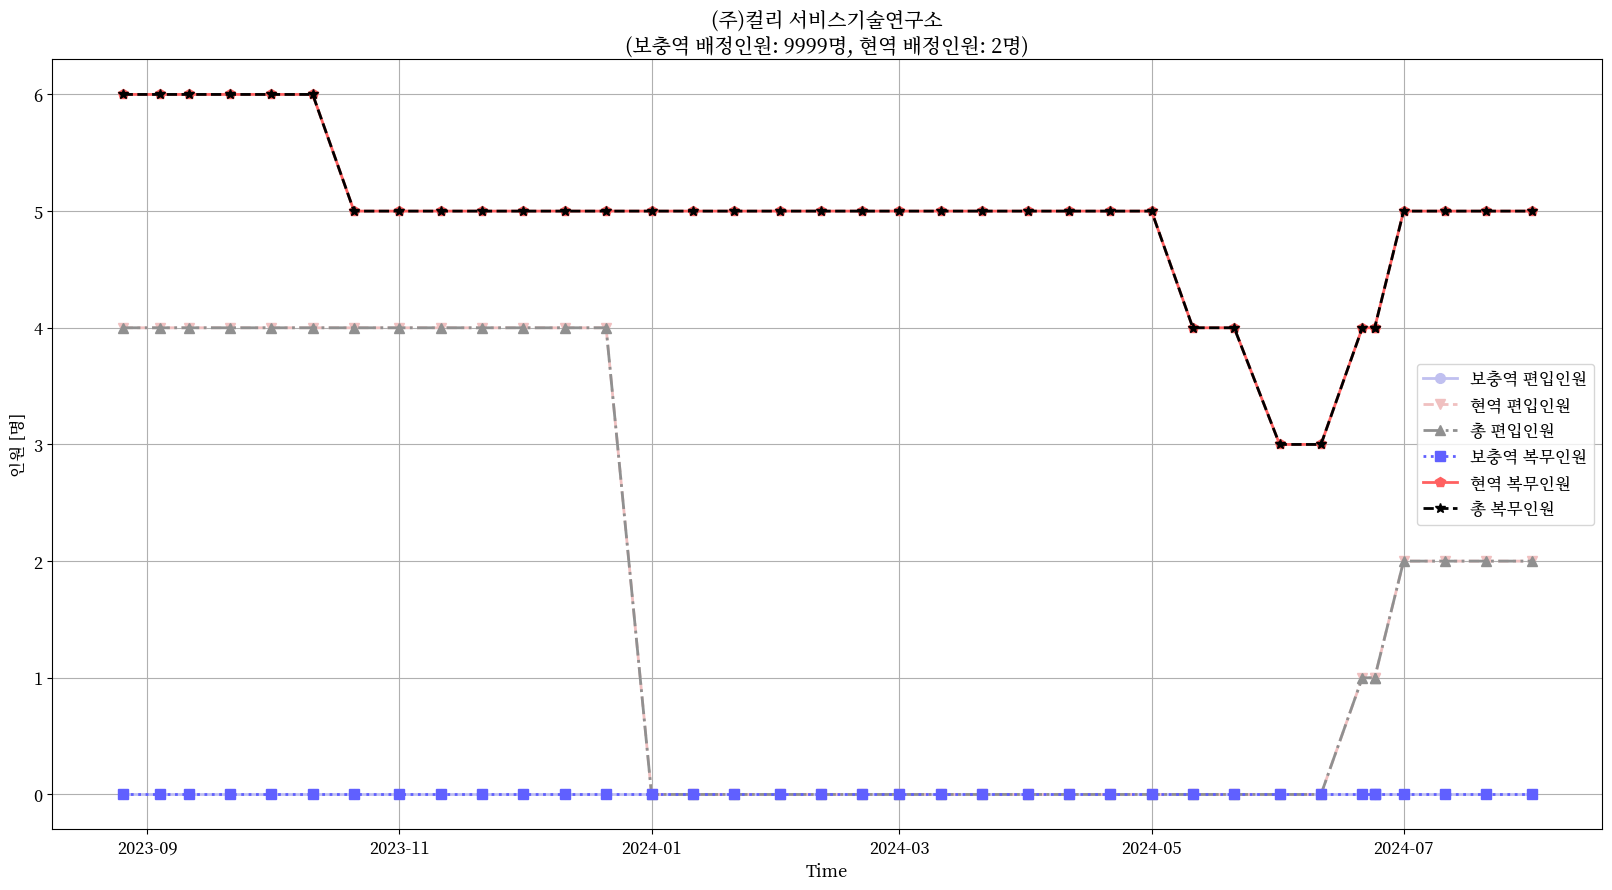 (주)컬리 서비스기술연구소
(보충역 배정인원: 9999명, 현역 배정인원: 2명)
6
5
4
3
2
1
0
인원 [명]
보충역 편입인원
현역 편입인원
총 편입인원
보충역 복무인원
현역 복무인원
총 복무인원
2023-09 2023-11 2024-01 2024-03 2024-05 2024-07
Time